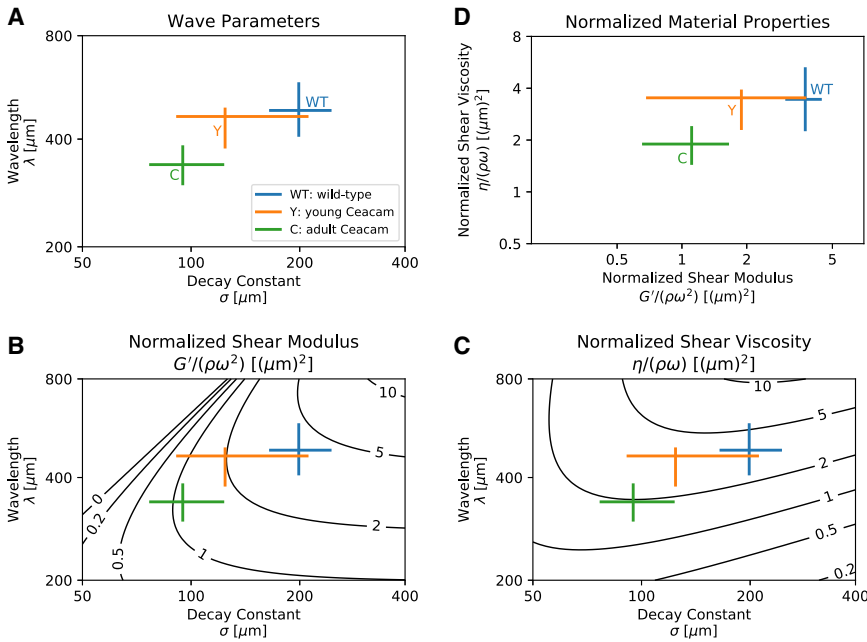 A
Wave Parameters
800
400
200
Wavelength
λ [μm]
WT
Y
C
WT: wild-type
Y: young Ceacam
C: adult Ceacam
50
100
200
400
Decay Constant
σ [μm]
D
Normalized Material Properties
8
4
2
1
0.5
Normalized Shear Viscosity
η/(ρω) [(μm)²]
WT
Y
C
0.5
1
2
5
Normalized Shear Modulus
G′/(ρω²) [(μm)²]
B
Normalized Shear Modulus
G′/(ρω²) [(μm)²]
800
400
200
Wavelength
λ [μm]
10
5
2
1
0.5
0.2
0
50
100
200
400
Decay Constant
σ [μm]
C
Normalized Shear Viscosity
η/(ρω) [(μm)²]
800
400
200
Wavelength
λ [μm]
10
5
2
1
0.5
0.2
50
100
200
400
Decay Constant
σ [μm]